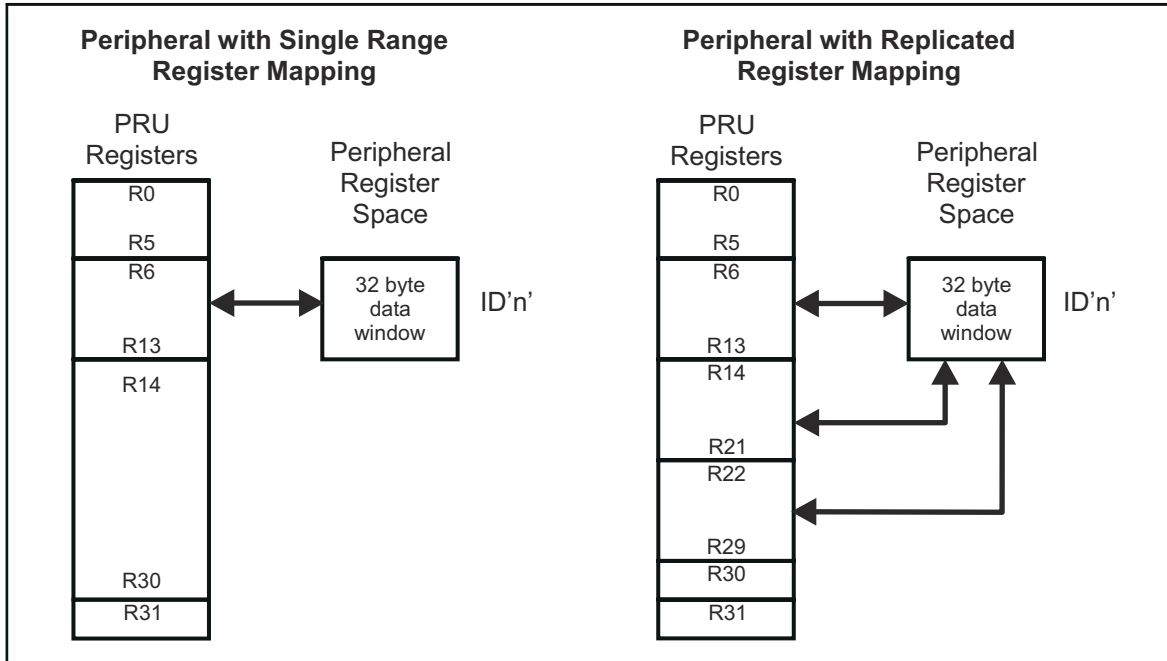 Peripheral with Single Range
Register Mapping
PRU
Registers
Peripheral
Register
Space
R0
R5
R6
R13
R14
R30
R31
32 byte
data
window
ID'n'
Peripheral with Replicated
Register Mapping
PRU
Registers
Peripheral
Register
Space
R0
R5
R6
R13
R14
R21
R22
R29
R30
R31
32 byte
data
window
ID'n'